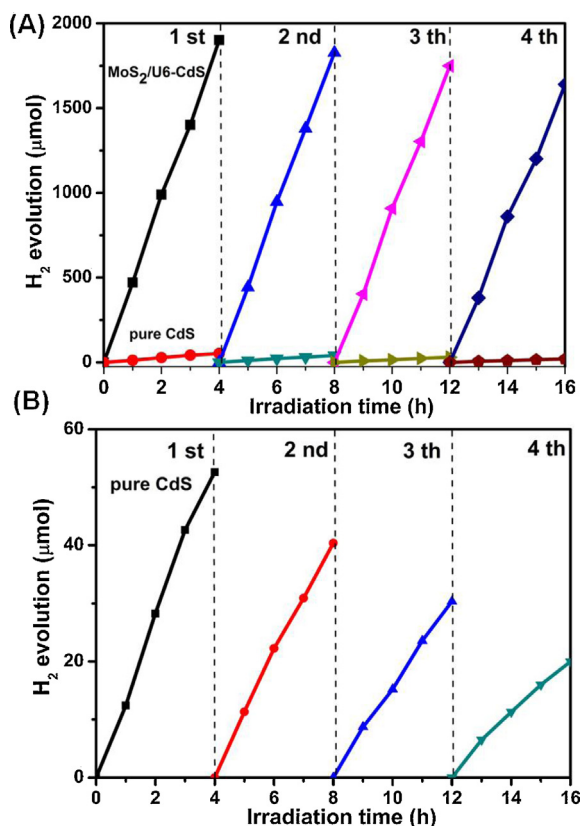 (A)
2000
1 st 2 nd 3 th 4 th
MoS2/U6-CdS
1500
1000
500
pure CdS
0
H2 evolution (μmol)
0 2 4 6 8 10 12 14 16
Irradiation time (h)
(B)
60
1 st 2 nd 3 th 4 th
pure CdS
40
20
0
H2 evolution (μmol)
0 2 4 6 8 10 12 14 16
Irradiation time (h)